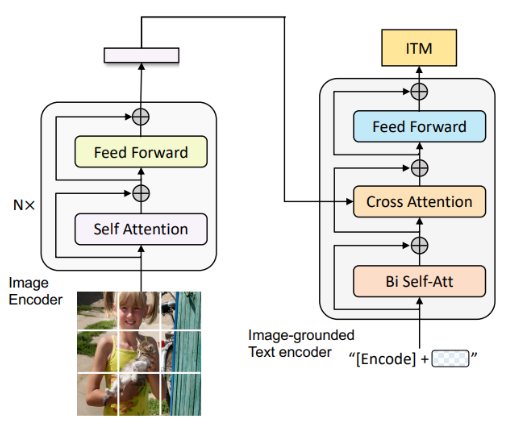 ITM
Feed Forward
Feed Forward
Cross Attention
N×
Self Attention
Bi Self-Att
Image
Encoder
Image-grounded
Text encoder
“[Encode] + ”